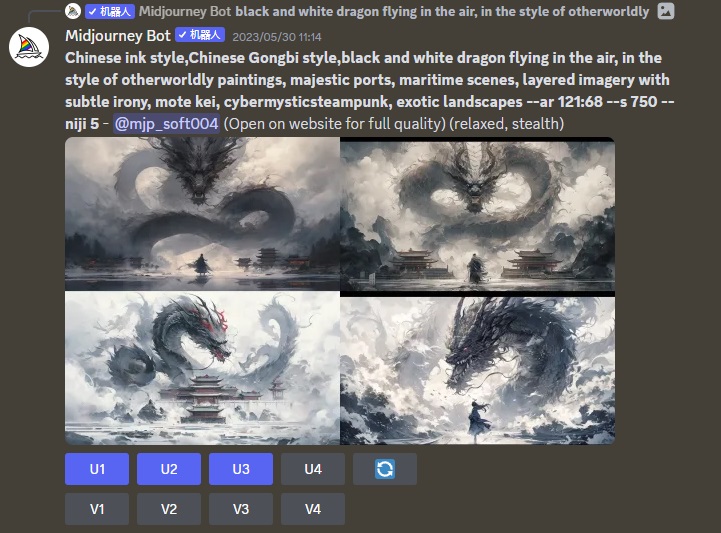 ✓ 机器人 Midjourney Bot black and white dragon flying in the air, in the style of otherworldly
Midjourney Bot ✓ 机器人 2023/05/30 11:14
Chinese ink style,Chinese Gongbi style,black and white dragon flying in the air, in the
style of otherworldly paintings, majestic ports, maritime scenes, layered imagery with
subtle irony, mote kei, cybermysticsteampunk, exotic landscapes --ar 121:68 --s 750 --
niji 5 - @mjp_soft004 (Open on website for full quality) (relaxed, stealth)
U1 U2 U3 U4
V1 V2 V3 V4